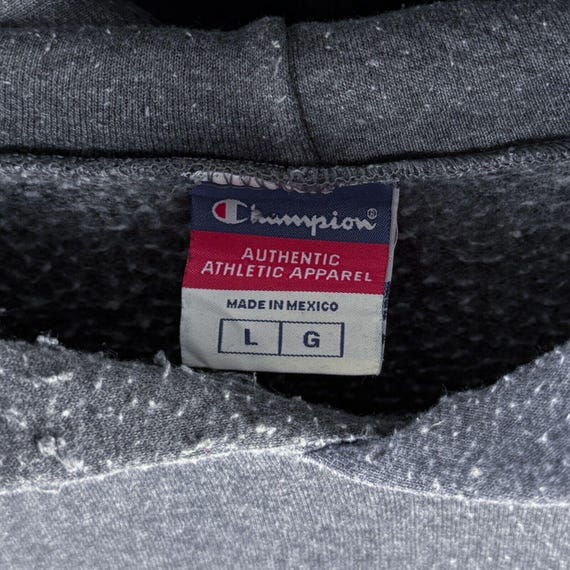 Champion®
AUTHENTIC
ATHLETIC APPAREL
MADE IN MEXICO
L G